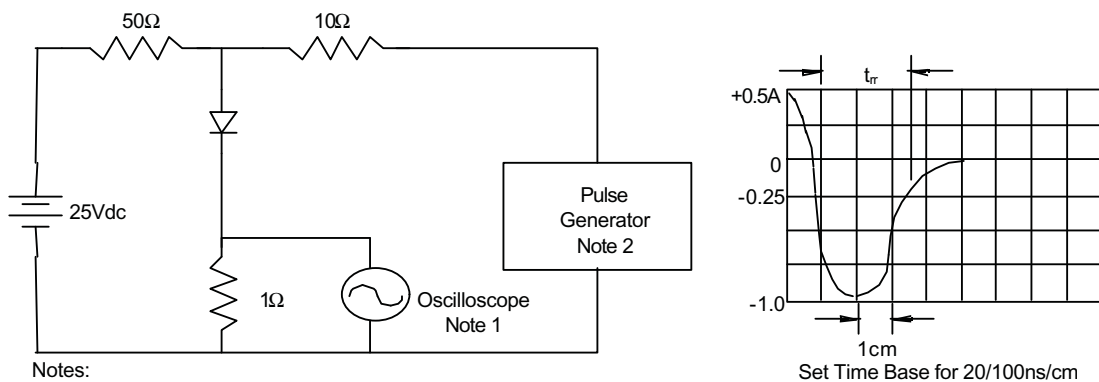 50Ω
10Ω
25Vdc
1Ω
Oscilloscope
Note 1
Pulse
Generator
Note 2
Notes:
trr
+0.5A
0
-0.25
-1.0
1cm
Set Time Base for 20/100ns/cm